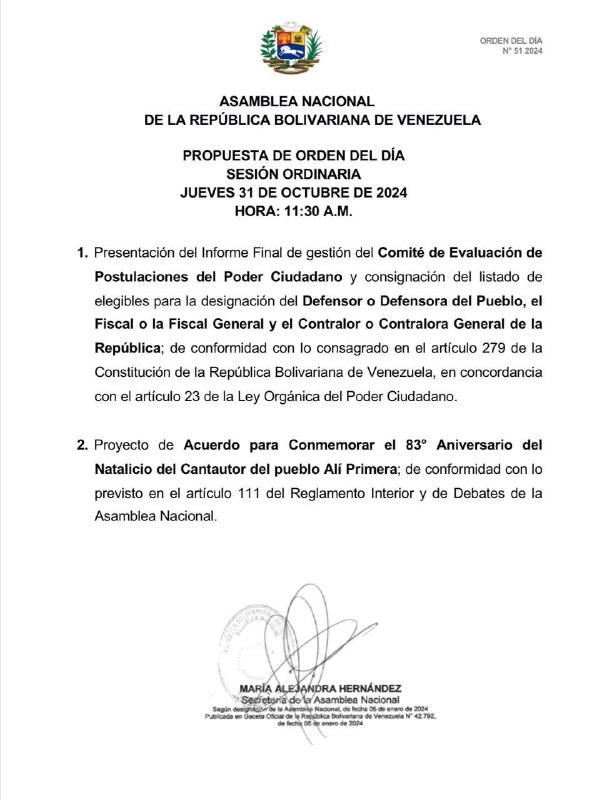 ORDEN DEL DÍA
N° 51 2024
ASAMBLEA NACIONAL
DE LA REPÚBLICA BOLIVARIANA DE VENEZUELA
PROPUESTA DE ORDEN DEL DÍA
SESIÓN ORDINARIA
JUEVES 31 DE OCTUBRE DE 2024
HORA: 11:30 A.M.
1. Presentación del Informe Final de gestión del Comité de Evaluación de
Postulaciones del Poder Ciudadano y consignación del listado de
elegibles para la designación del Defensor o Defensora del Pueblo, el
Fiscal o la Fiscal General y el Contralor o Contralora General de la
República; de conformidad con lo consagrado en el artículo 279 de la
Constitución de la República Bolivariana de Venezuela, en concordancia
con el artículo 23 de la Ley Orgánica del Poder Ciudadano.
2. Proyecto de Acuerdo para Conmemorar el 83° Aniversario del
Natalicio del Cantautor del pueblo Alí Primera; de conformidad con lo
previsto en el artículo 111 del Reglamento Interior y de Debates de la
Asamblea Nacional.
MARÍA ALEJANDRA HERNÁNDEZ
Secretaria de la Asamblea Nacional
Según designación de la Asamblea Nacional, de fecha 05 de enero de 2024
Publicada en Gaceta Oficial de la República Bolivariana de Venezuela N° 42.792,
de fecha 05 de enero de 2024